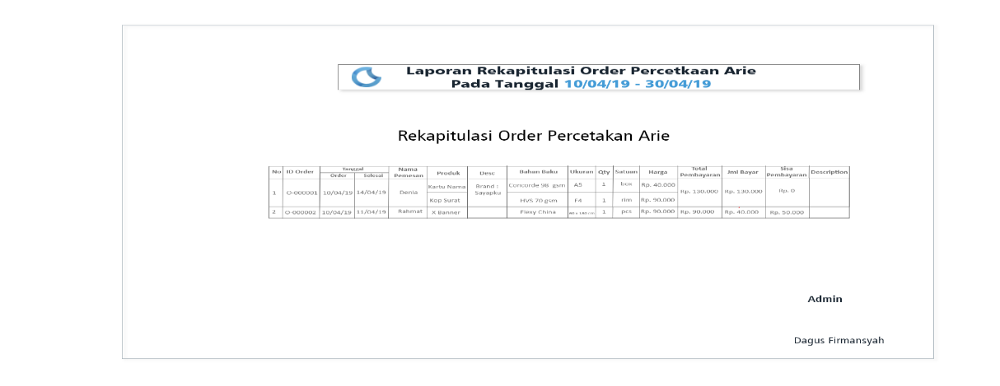 Laporan Rekapitulasi Order Percetkaan Arie
Pada Tanggal 10/04/19 - 30/04/19
Rekapitulasi Order Percetakan Arie
No ID Order Tanggal Nama Pemesan Produk Desc Bahan Baku Ukuran Qty Satuan Harga Total Pembayaran Jml Bayar Sisa Pembayaran Description
Order Selesai
1 O-000001 10/04/19 14/04/19 Denia Kartu Nama Brand : Sayapku Concorde 98 gsm A5 1 box Rp. 40.000 Rp. 130.000 Rp. 130.000 Rp. 0
Kop Surat HVS 70 gsm F4 1 rim Rp. 90.000
2 O-000002 10/04/19 11/04/19 Rahmat X Banner Flexy China 1 pcs Rp. 90.000 Rp. 90.000 Rp. 40.000 Rp. 50.000
Admin
Dagus Firmansyah